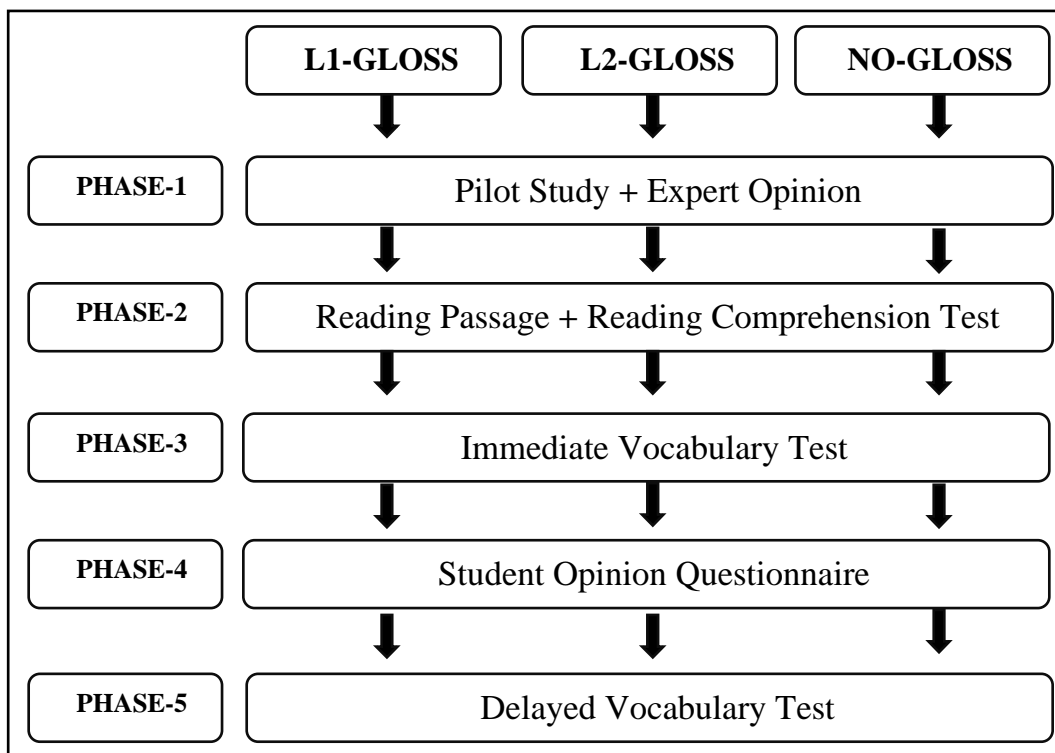 L1-GLOSS L2-GLOSS NO-GLOSS
PHASE-1 Pilot Study + Expert Opinion
PHASE-2 Reading Passage + Reading Comprehension Test
PHASE-3 Immediate Vocabulary Test
PHASE-4 Student Opinion Questionnaire
PHASE-5 Delayed Vocabulary Test